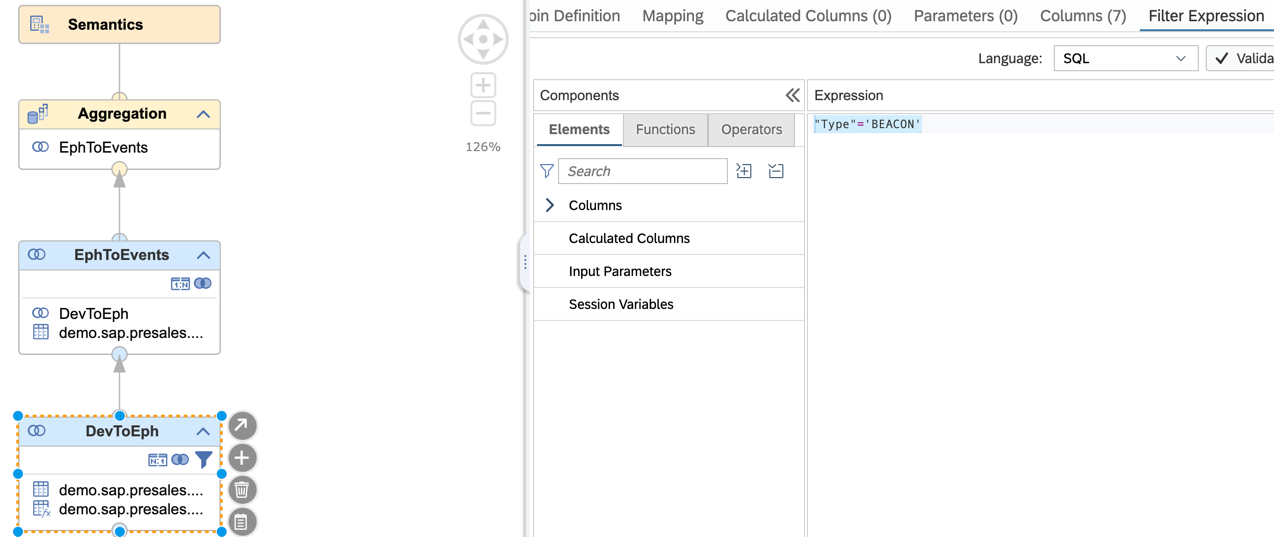 Semantics
Aggregation
EphToEvents
EphToEvents
1:N
DevToEph
demo.sap.presales....
DevToEph
N:1
demo.sap.presales....
demo.sap.presales....
126%
oin Definition Mapping Calculated Columns (0) Parameters (0) Columns (7) Filter Expression
Language: SQL Valida
Components Expression
Elements Functions Operators
"Type"='BEACON'
Search
Columns
Calculated Columns
Input Parameters
Session Variables